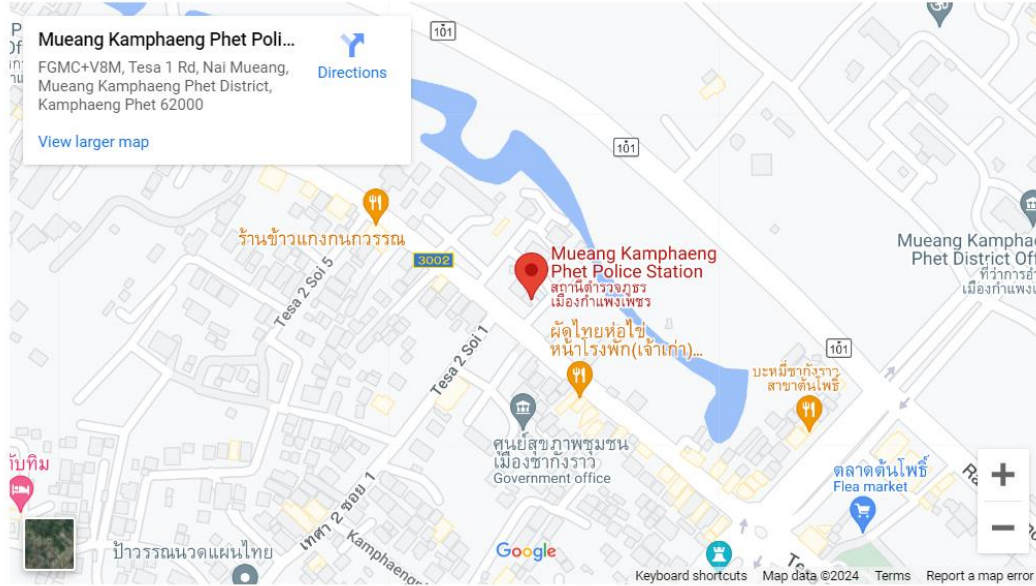 Mueang Kamphaeng Phet Poli...
FGMC+V8M, Tesa 1 Rd, Nai Mueang,
Mueang Kamphaeng Phet District,
Kamphaeng Phet 62000
Directions
View larger map
101
101
ร้านข้าวแกงกนกวรรณ
3002
Tesa 2 Soi 5
Mueang Kamphaeng
Phet Police Station
สถานีตำรวจภูธร
เมืองกำแพงเพชร
Mueang Kampha
Phet District Of
ที่ว่าการอำ
เมืองกำแพงเ
ผัดไทยห่อไข่
หน้าโรงพัก(เจ้าเก่า)...
Tesa 2 Soi 1
101
บะหมี่ชากังราว
สาขาต้นโพธิ์
ศูนย์สุขภาพชุมชน
เมืองชากังราว
Government office
ตลาดต้นโพธิ์
Flea market
ทับทิม
เทศา 2 ซอย 1
ป้าวรรณนวดแผนไทย
Google
Keyboard shortcuts
Map data ©2024
Terms
Report a map error